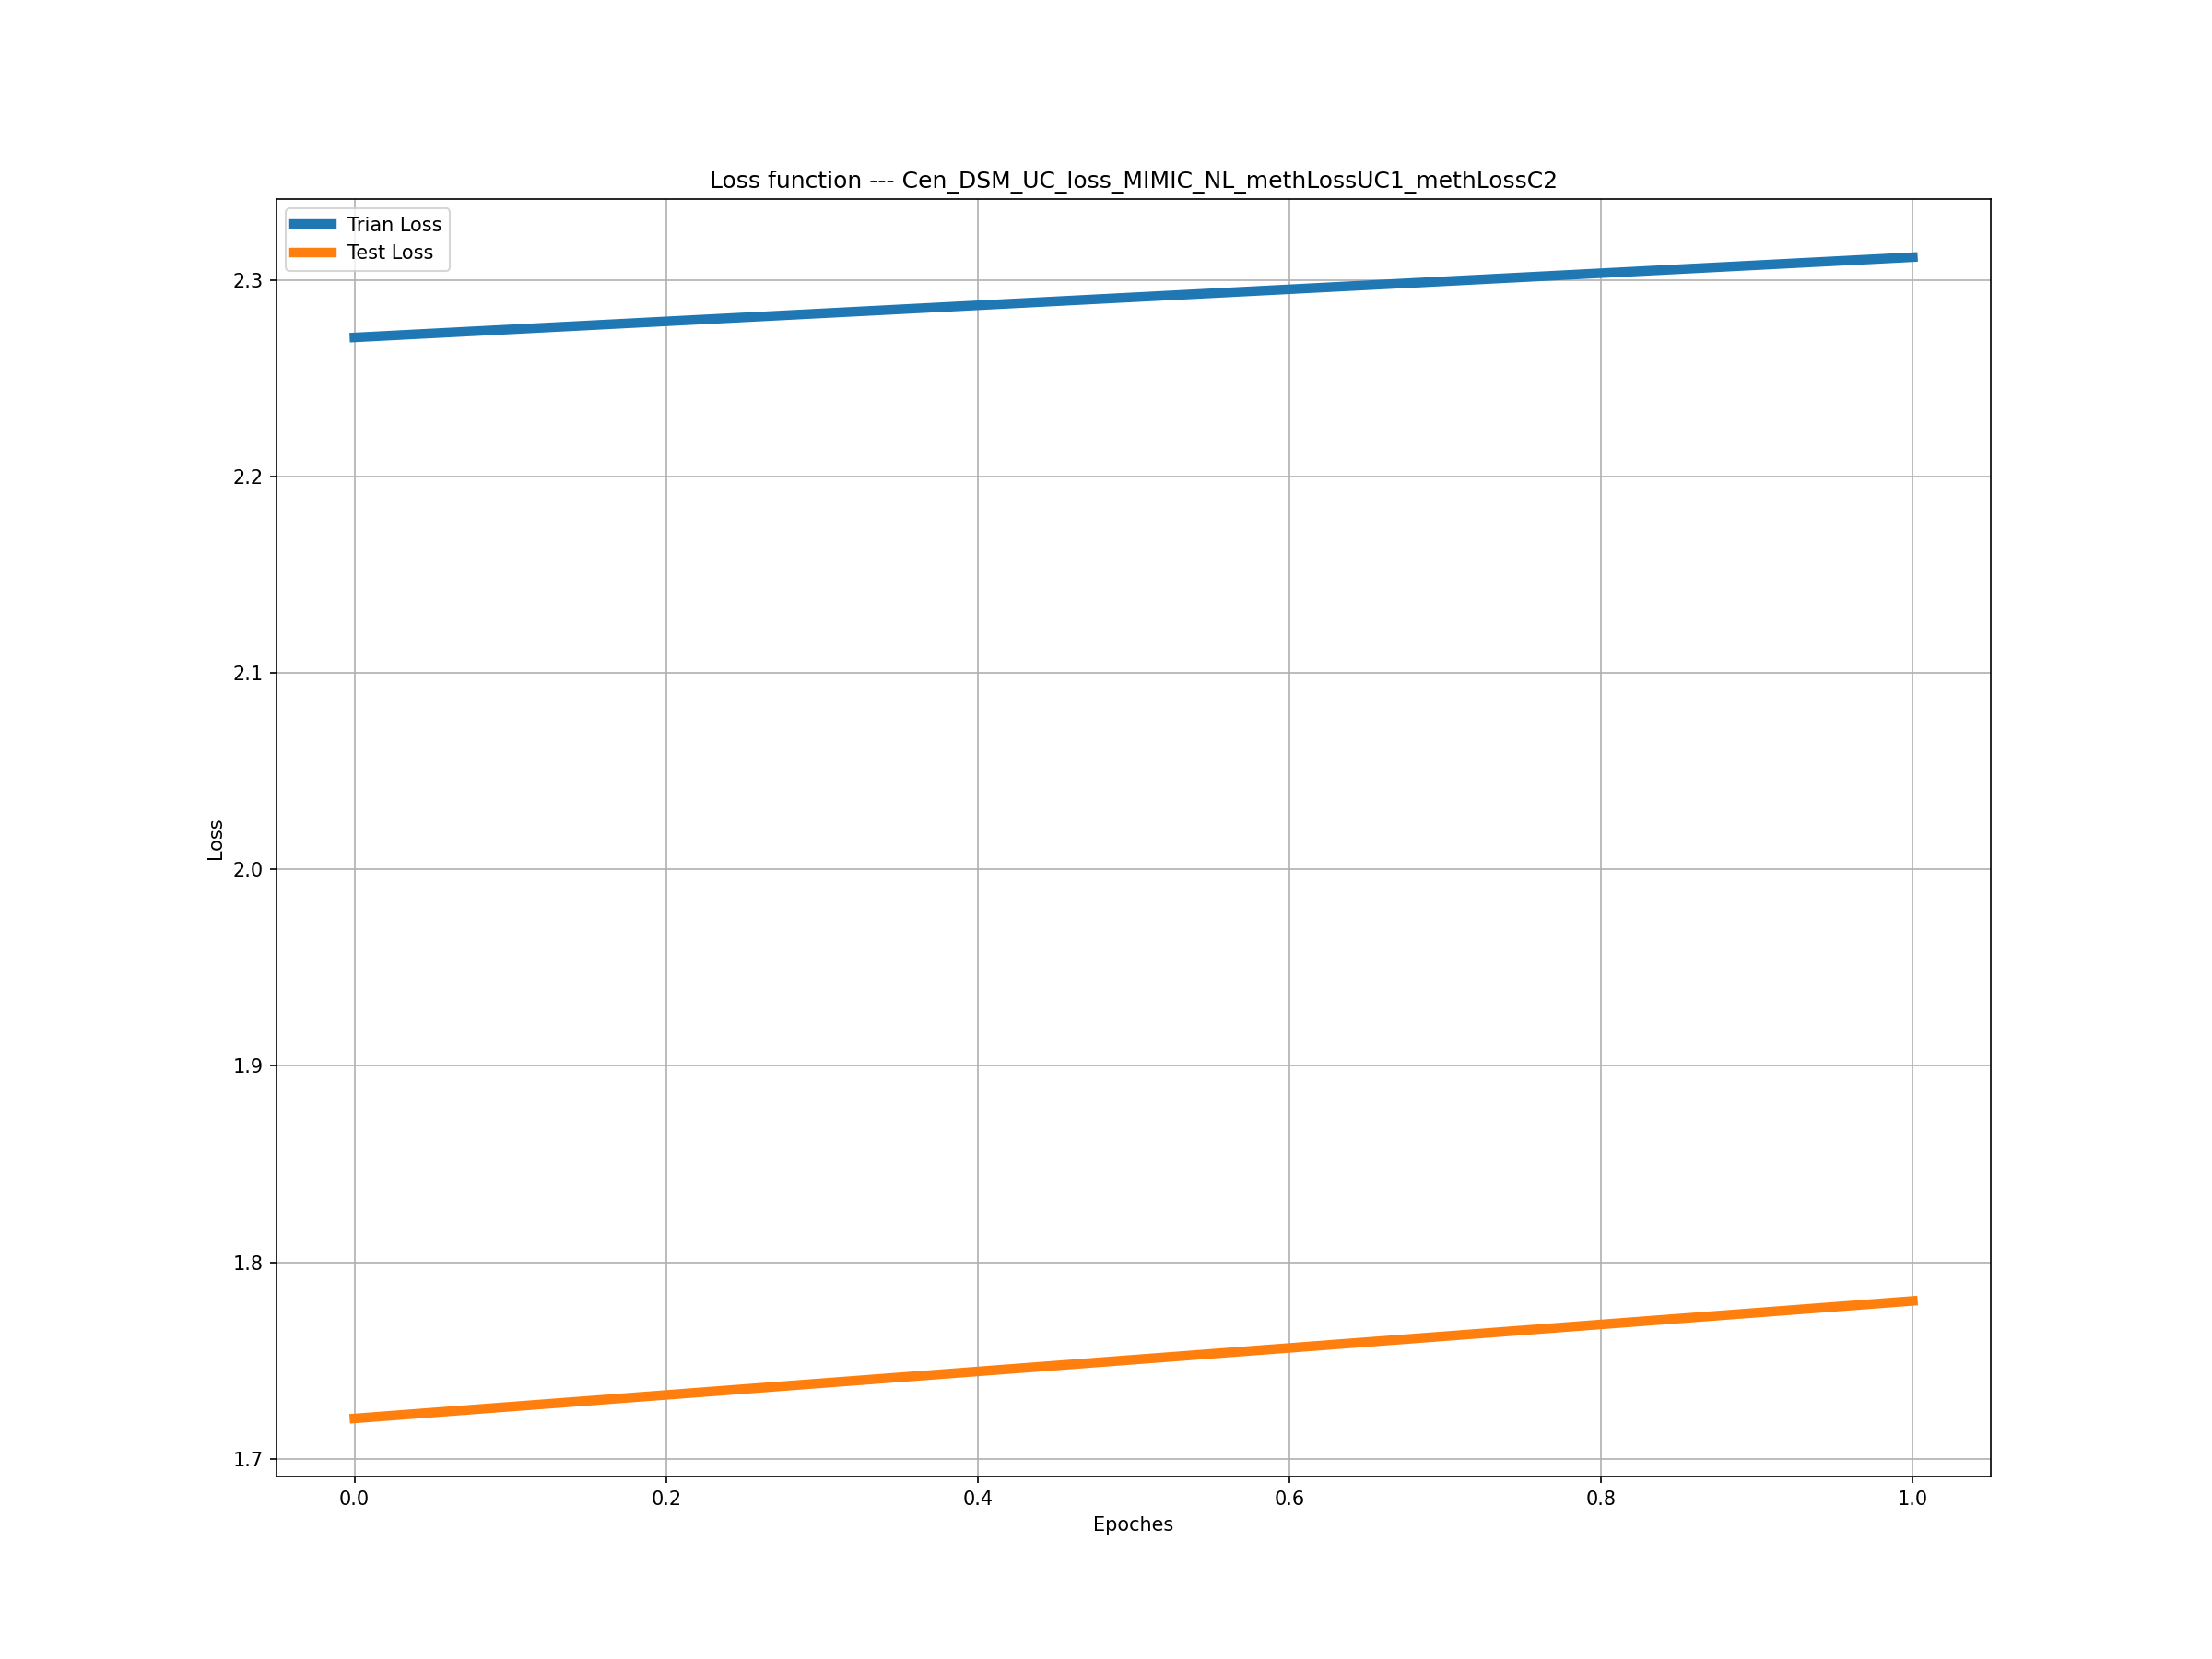 Loss function --- Cen_DSM_UC_loss_MIMIC_NL_methLossUC1_methLossC2
Trian Loss
Test Loss
2.3
2.2
2.1
2.0
1.9
1.8
1.7
Loss
0.0 0.2 0.4 0.6 0.8 1.0
Epoches